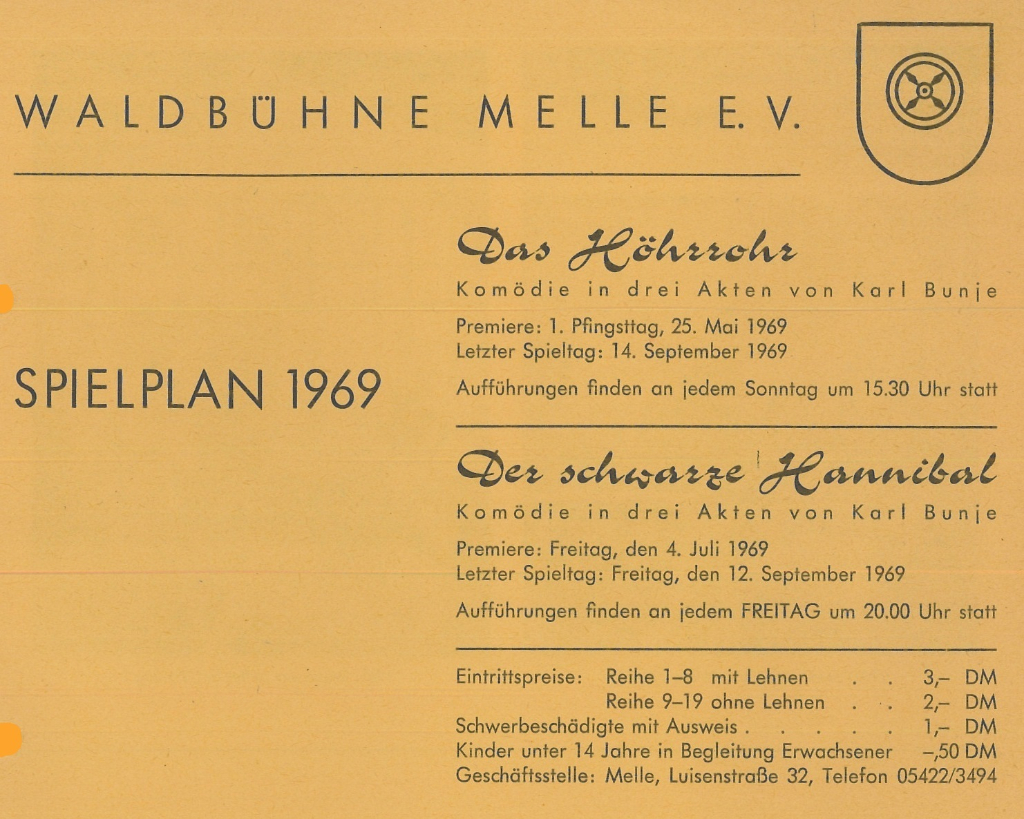 WALDBÜHNE MELLE E. V.
SPIELPLAN 1969
Das Höhrrohr
Komödie in drei Akten von Karl Bunje
Premiere: 1. Pfingsttag, 25. Mai 1969
Letzter Spieltag: 14. September 1969
Aufführungen finden an jedem Sonntag um 15.30 Uhr statt
Der schwarze Hannibal
Komödie in drei Akten von Karl Bunje
Premiere: Freitag, den 4. Juli 1969
Letzter Spieltag: Freitag, den 12. September 1969
Aufführungen finden an jedem FREITAG um 20.00 Uhr statt
Eintrittspreise: Reihe 1–8 mit Lehnen . . 3,– DM
Reihe 9–19 ohne Lehnen . . 2,– DM
Schwerbeschädigte mit Ausweis . . . . . 1,– DM
Kinder unter 14 Jahre in Begleitung Erwachsener –,50 DM
Geschäftsstelle: Melle, Luisenstraße 32, Telefon 05422/3494